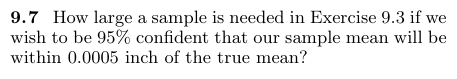 9.7 How large a sample is needed in Exercise 9.3 if we
wish to be 95% confident that our sample mean will be
within 0.0005 inch of the true mean?